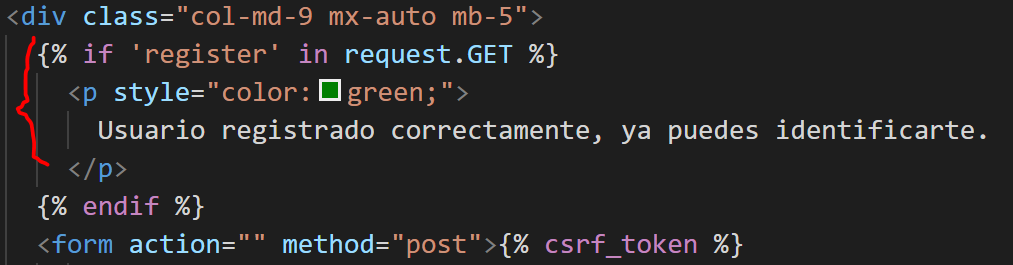 <div class="col-md-9 mx-auto mb-5">
{% if 'register' in request.GET %}
<p style="color:green;">
Usuario registrado correctamente, ya puedes identificarte.
</p>
{% endif %}
<form action="" method="post">{% csrf_token %}